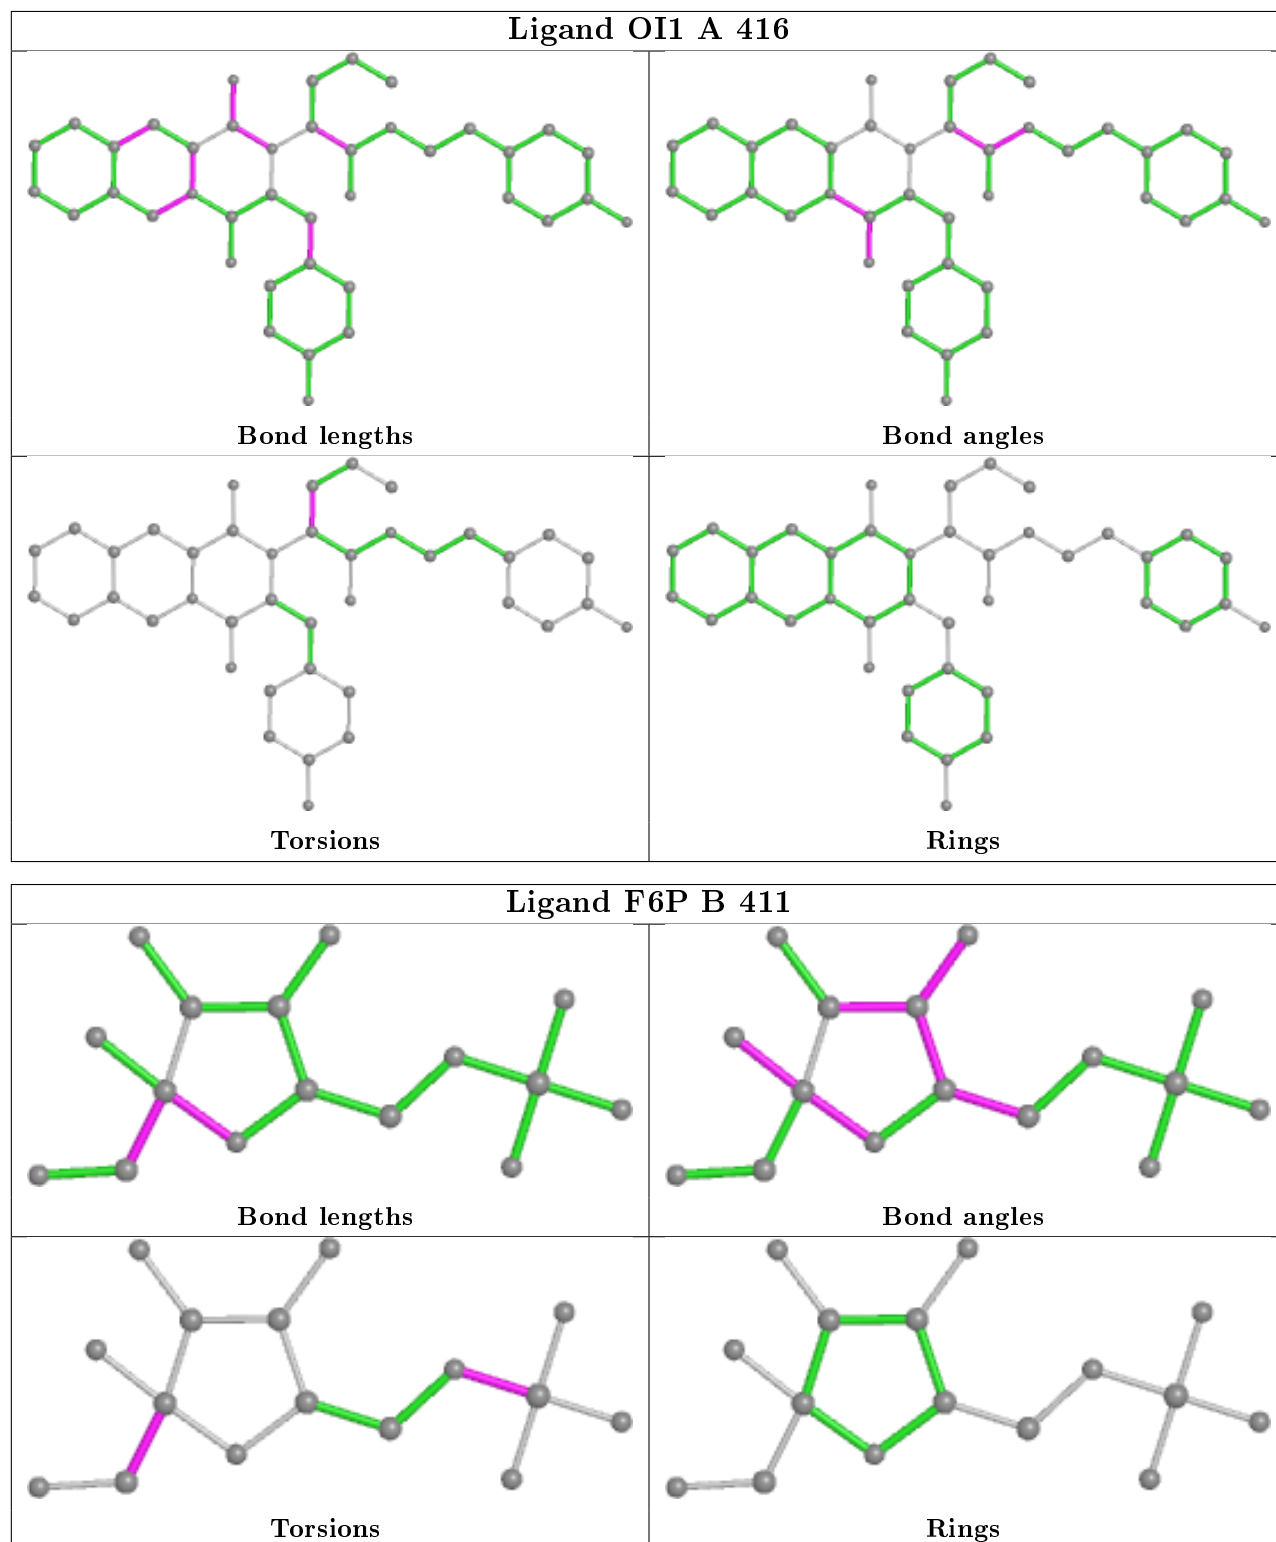 Ligand OI1 A 416
Bond lengths
Bond angles
Torsions
Rings
Ligand F6P B 411
Bond lengths
Bond angles
Torsions
Rings